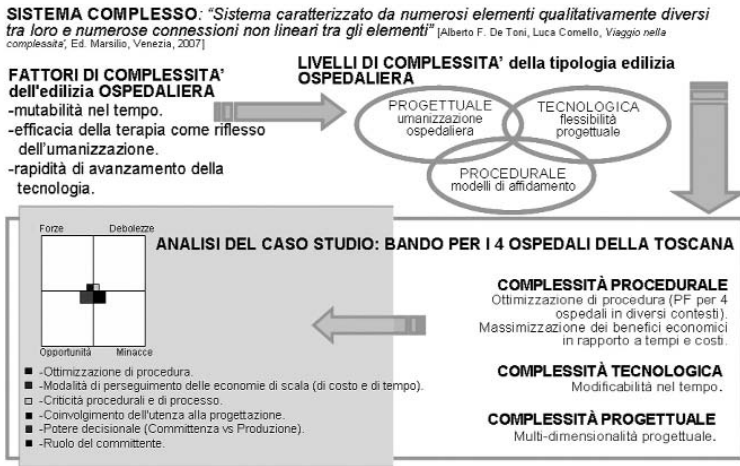 SISTEMA COMPLESSO: “Sistema caratterizzato da numerosi elementi qualitativamente diversi
tra loro e numerose connessioni non lineari tra gli elementi” [Alberto F. De Toni, Luca Comello, Viaggio nella
complessita', Ed. Marsilio, Venezia, 2007]
FATTORI DI COMPLESSITA'
dell'edilizia OSPEDALIERA
-mutabilità nel tempo.
-efficacia della terapia come riflesso
dell'umanizzazione.
-rapidità di avanzamento della
tecnologia.
LIVELLI DI COMPLESSITA' della tipologia edilizia
OSPEDALIERA
PROGETTUALE
umanizzazione
ospedaliera
TECNOLOGICA
flessibilità
progettuale
PROCEDURALE
modelli di affidamento
ANALISI DEL CASO STUDIO: BANDO PER I 4 OSPEDALI DELLA TOSCANA
Forze Debolezze
Opportunità Minacce
-Ottimizzazione di procedura.
-Modalità di perseguimento delle economie di scala (di costo e di tempo).
-Criticità procedurali e di processo.
-Coinvolgimento dell'utenza alla progettazione.
-Potere decisionale (Committenza vs Produzione).
-Ruolo del committente.
COMPLESSITÀ PROCEDURALE
Ottimizzazione di procedura (PF per 4
ospedali in diversi contesti).
Massimizzazione dei benefici economici
in rapporto a tempi e costi.
COMPLESSITÀ TECNOLOGICA
Modificabilità nel tempo.
COMPLESSITÀ PROGETTUALE
Multi-dimensionalità progettuale.